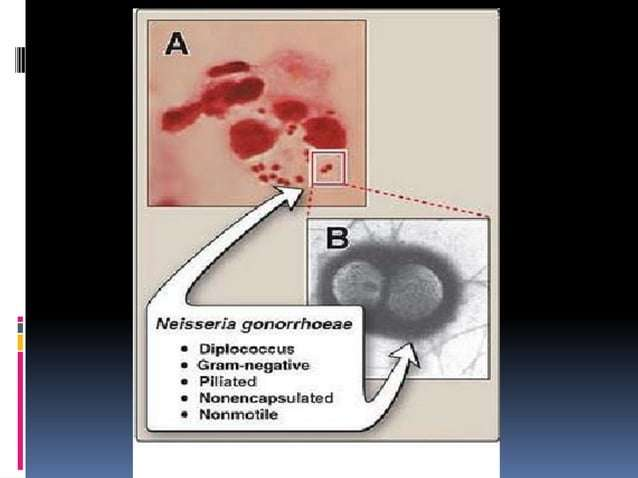 A
B
Neisseria gonorrhoeae
• Diplococcus
• Gram-negative
• Piliated
• Nonencapsulated
• Nonmotile